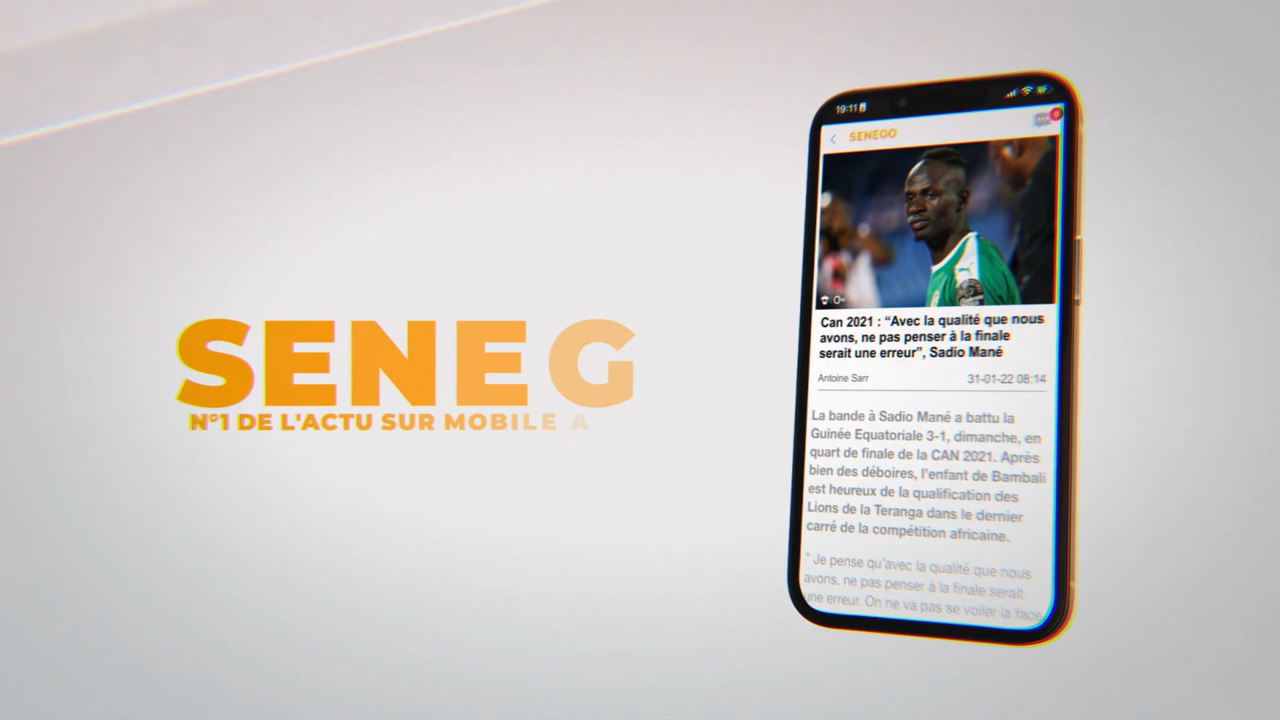 SENEG
N°1 DE L'ACTU SUR MOBILE A
19:11
SENEGO
Can 2021 : “Avec la qualité que nous
avons, ne pas penser à la finale
serait une erreur”, Sadio Mané
Antoine Sarr 31-01-22 08:14
La bande à Sadio Mané a battu la
Guinée Equatoriale 3-1, dimanche, en
quart de finale de la CAN 2021. Après
bien des déboires, l'enfant de Bambali
est heureux de la qualification des
Lions de la Teranga dans le dernier
carré de la compétition africaine.
" Je pense qu'avec la qualité que nous
avons, ne pas penser à la finale serait
une erreur. On ne va pas se voiler la face